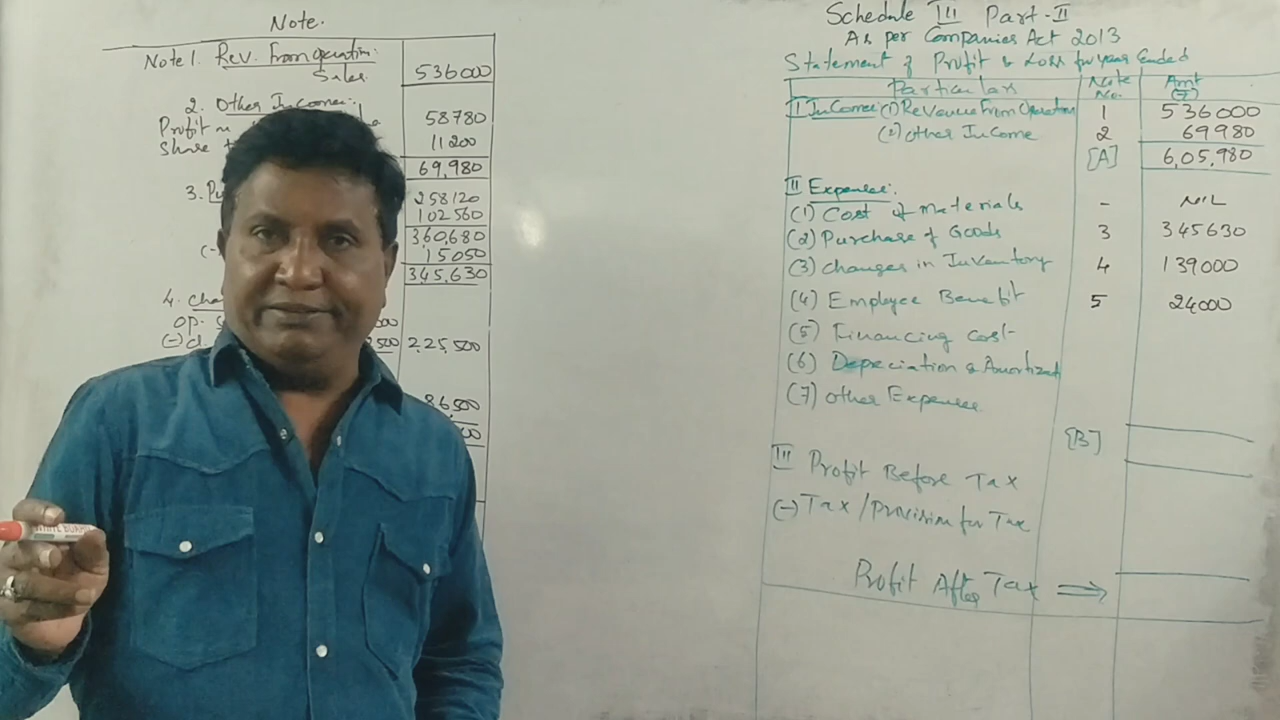 Note.
Note 1. Rev. From Operation:
Sales. 536000
2. Other Income:
Profit 58780
Share 11200
69,980
3.
258120
102560
360,680
15050
345,630
4.
Op.
(-) 500 2,25,500
86,500
Schedule III Part-II
As per Companies Act 2013
Statement of Profit & Loss for year Ended
Particulars Note No. Amt (₹)
I Income: (1) Revenue From Operation 1 536000
(2) Other Income 2 69980
[A] 6,05,980
II Expenses:
(1) Cost of Materials - NIL
(2) Purchase of Goods 3 345630
(3) Changes in Inventory 4 139000
(4) Employee Benefit 5 24000
(5) Financing Cost
(6) Depreciation & Amortized
(7) Other Expenses
[B]
III Profit Before Tax
(-) Tax / Provision for Tax
Profit After Tax ⇒